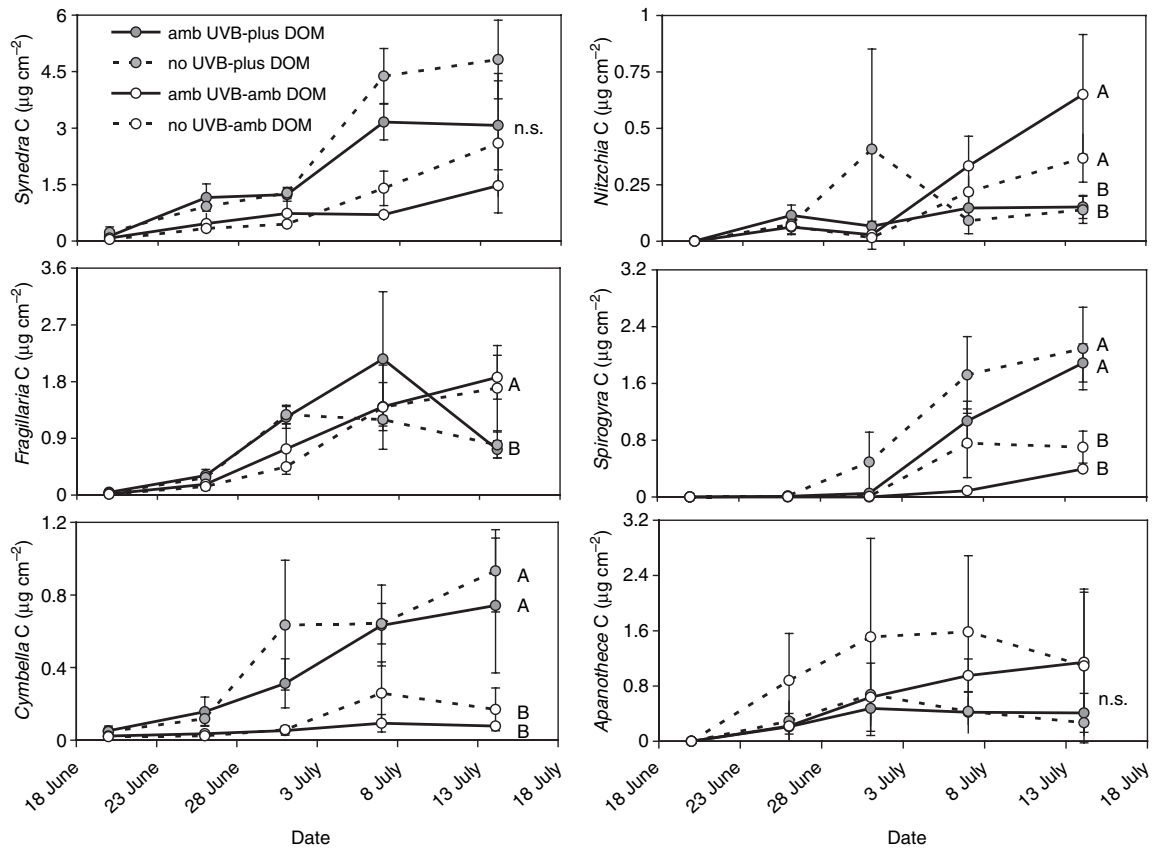 Synedra C (µg cm−2)
6
4.5
3
1.5
0
amb UVB-plus DOM
no UVB-plus DOM
amb UVB-amb DOM
no UVB-amb DOM
n.s.
Nitzchia C (µg cm−2)
1
0.75
0.5
0.25
0
A
A
B
B
Fragillaria C (µg cm−2)
3.6
2.7
1.8
0.9
0
A
B
Spirogyra C (µg cm−2)
3.2
2.4
1.6
0.8
0
A
A
B
B
Cymbella C (µg cm−2)
1.2
0.8
0.4
0
A
A
B
B
18 June
23 June
28 June
3 July
8 July
13 July
18 July
Date
Apanothece C (µg cm−2)
3.2
2.4
1.6
0.8
0
n.s.
18 June
23 June
28 June
3 July
8 July
13 July
18 July
Date